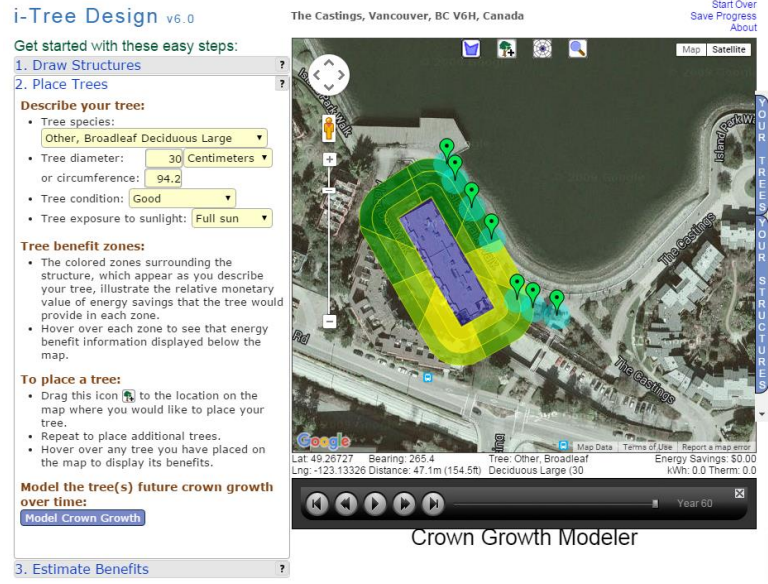 i-Tree Design v6.0
The Castings, Vancouver, BC V6H, Canada
Start Over
Save Progress
About
Get started with these easy steps:
1. Draw Structures ?
2. Place Trees ?
Describe your tree:
• Tree species:
Other, Broadleaf Deciduous Large
• Tree diameter: 30 Centimeters
or circumference: 94.2
• Tree condition: Good
• Tree exposure to sunlight: Full sun
Tree benefit zones:
• The colored zones surrounding the
structure, which appear as you describe
your tree, illustrate the relative monetary
value of energy savings that the tree would
provide in each zone.
• Hover over each zone to see that energy
benefit information displayed below the
map.
To place a tree:
• Drag this icon to the location on the
map where you would like to place your
tree.
• Repeat to place additional trees.
• Hover over any tree you have placed on
the map to display its benefits.
Model the tree(s) future crown growth
over time:
Model Crown Growth
3. Estimate Benefits ?
Map Satellite
Island Park Walk
Island Park Wa
The Castings
The Castings
Rd
Google
Map Data Terms of Use Report a map error
YOUR TREES
YOUR STRUCTURES
Lat: 49.26727 Bearing: 265.4 Tree: Other, Broadleaf Energy Savings: $0.00
Lng: -123.13326 Distance: 47.1m (154.5ft) Deciduous Large (30 kWh: 0.0 Therm: 0.0
Year 60
Crown Growth Modeler